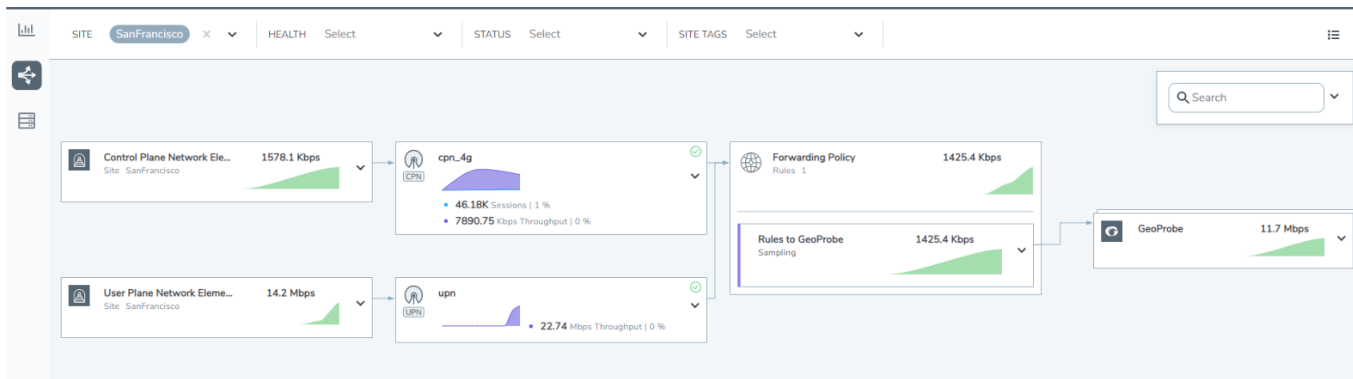 SITE SanFrancisco HEALTH Select STATUS Select SITE TAGS Select
Search
Control Plane Network Ele... 1578.1 Kbps
Site SanFrancisco
cpn_4g
CPN
46.18K Sessions | 1 %
7890.75 Kbps Throughput | 0 %
Forwarding Policy 1425.4 Kbps
Rules 1
Rules to GeoProbe 1425.4 Kbps
Sampling
GeoProbe 11.7 Mbps
User Plane Network Eleme... 14.2 Mbps
Site SanFrancisco
upn
UPN
22.74 Mbps Throughput | 0 %